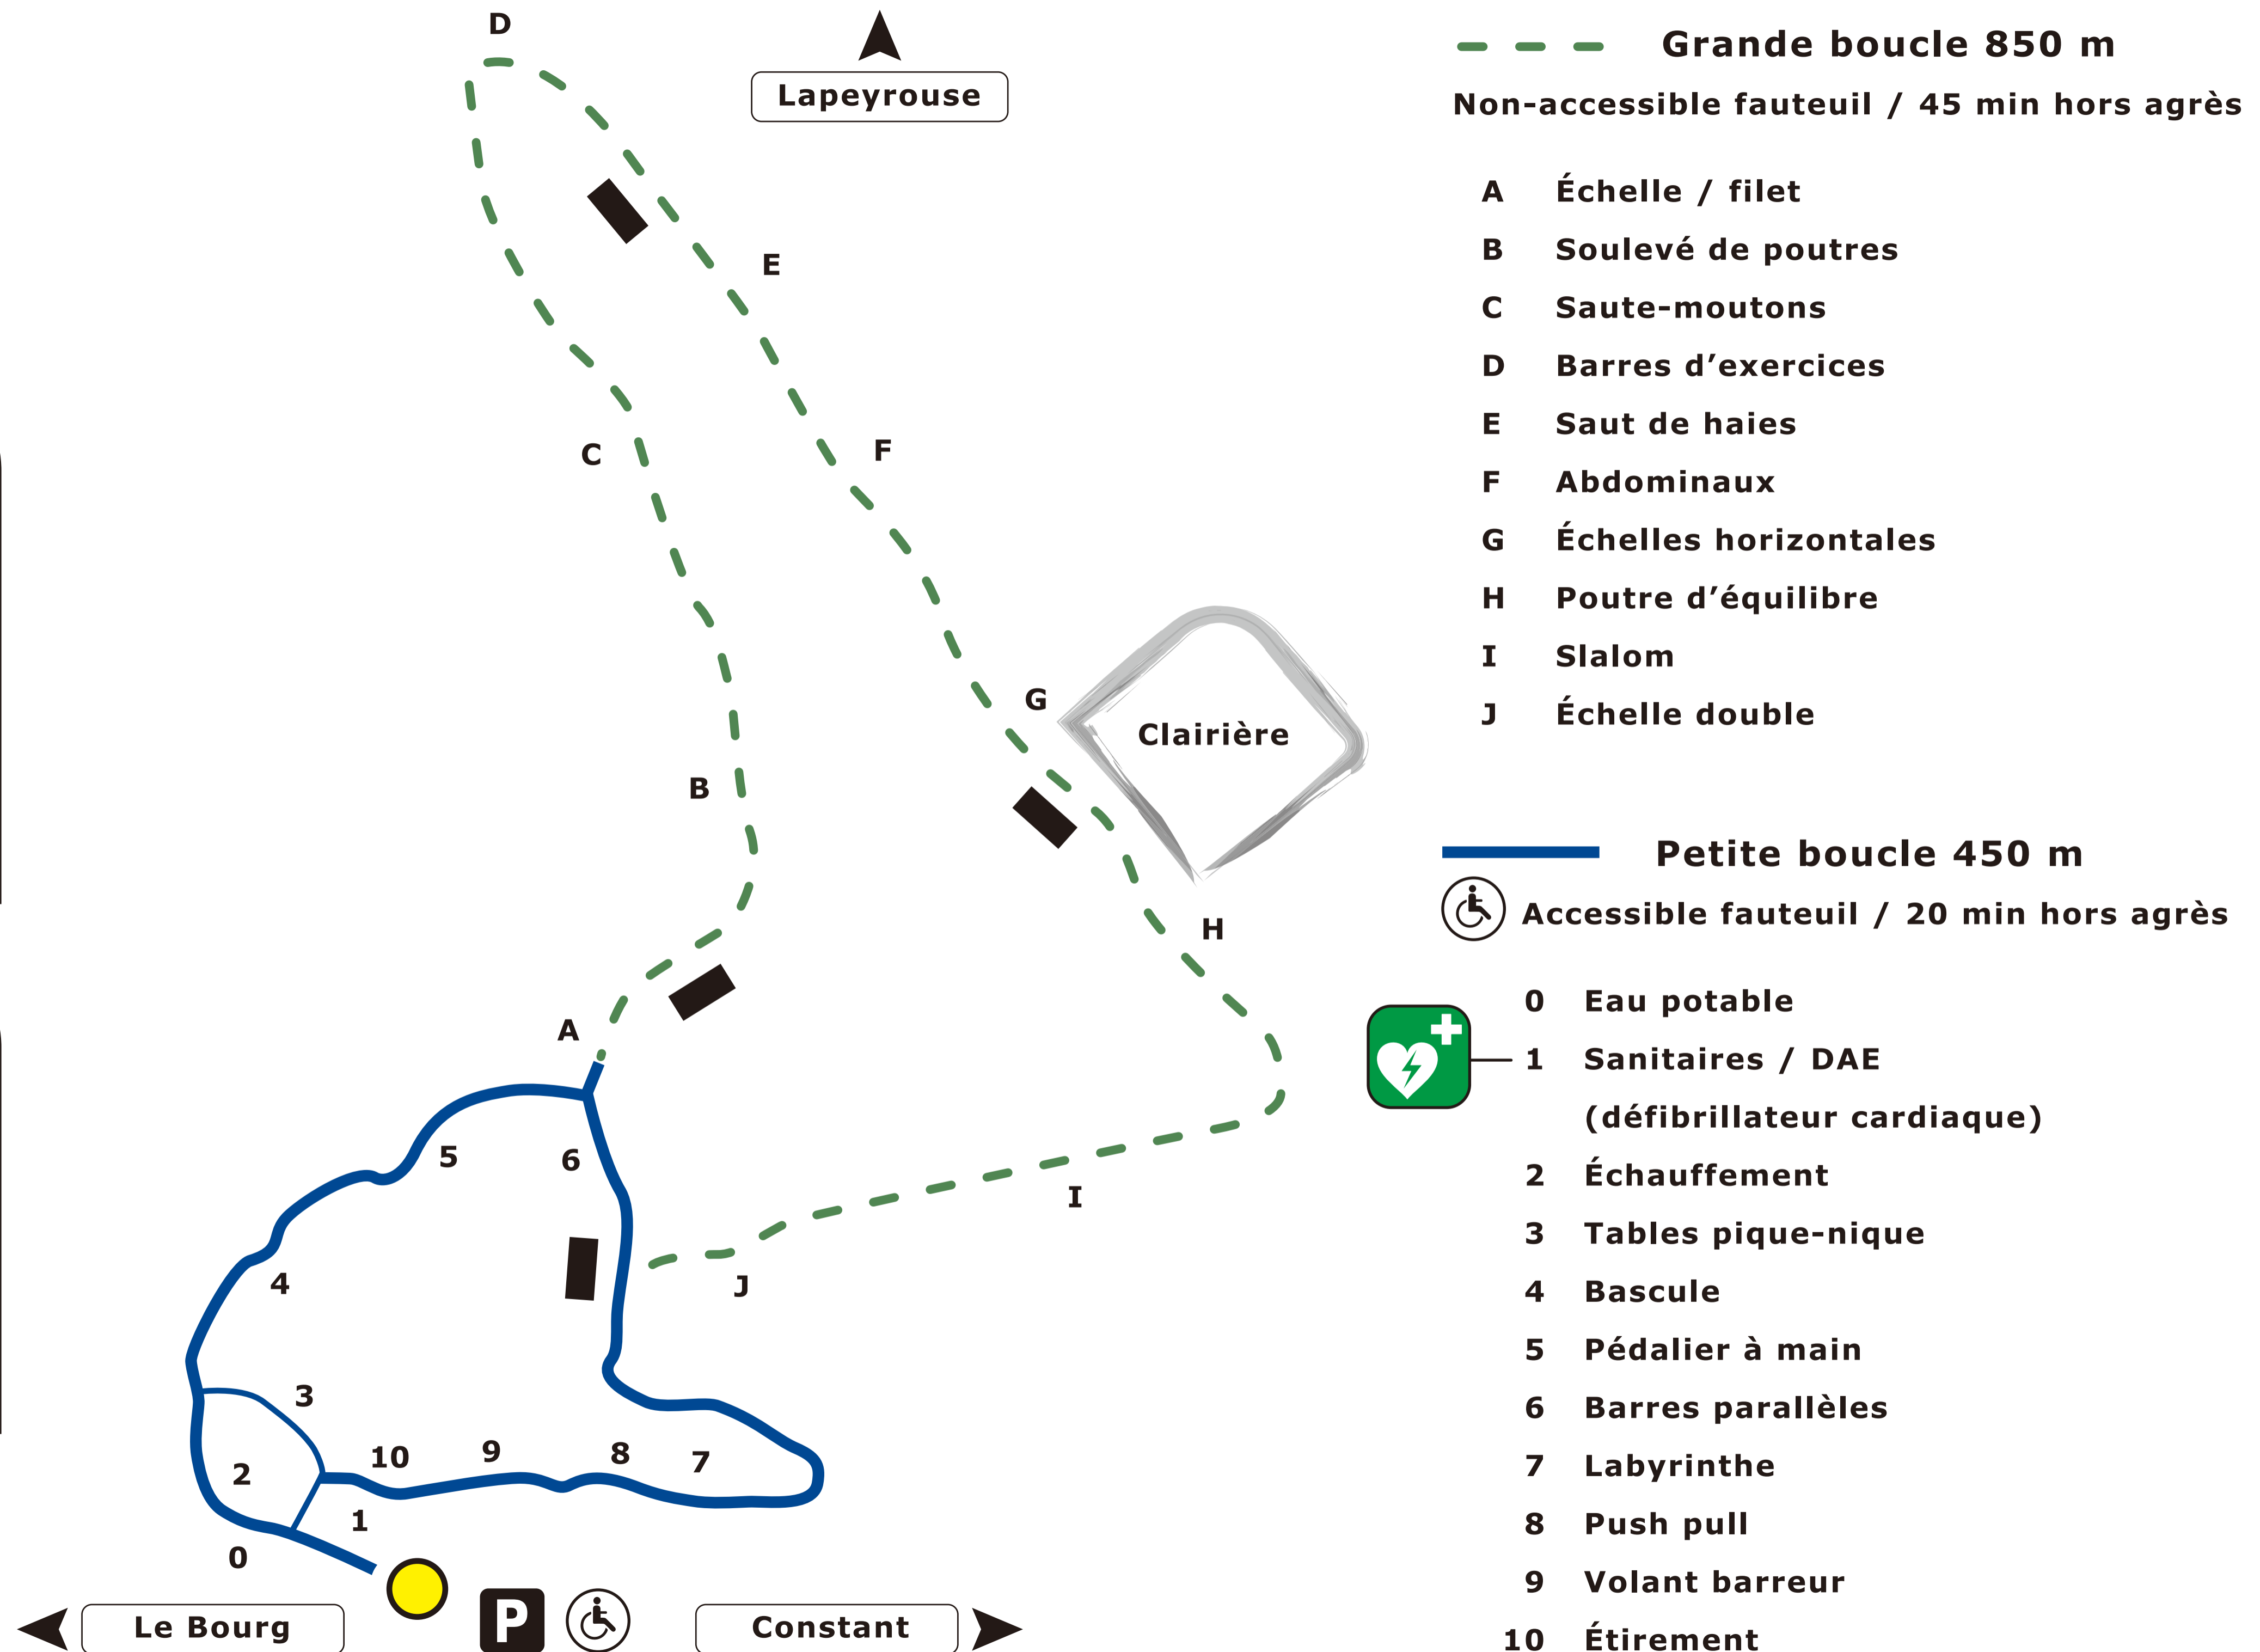 D
Lapeyrouse
E
F
C
G
Clairière
B
H
A
5
6
I
4
J
3
10
9
8
7
2
1
0
Le Bourg
P
Constant
Grande boucle 850 m
Non-accessible fauteuil / 45 min hors agrès
A Échelle / filet
B Soulevé de poutres
C Saute-moutons
D Barres d’exercices
E Saut de haies
F Abdominaux
G Échelles horizontales
H Poutre d’équilibre
I Slalom
J Échelle double
Petite boucle 450 m
Accessible fauteuil / 20 min hors agrès
0 Eau potable
1 Sanitaires / DAE
(défibrillateur cardiaque)
2 Échauffement
3 Tables pique-nique
4 Bascule
5 Pédalier à main
6 Barres parallèles
7 Labyrinthe
8 Push pull
9 Volant barreur
10 Étirement